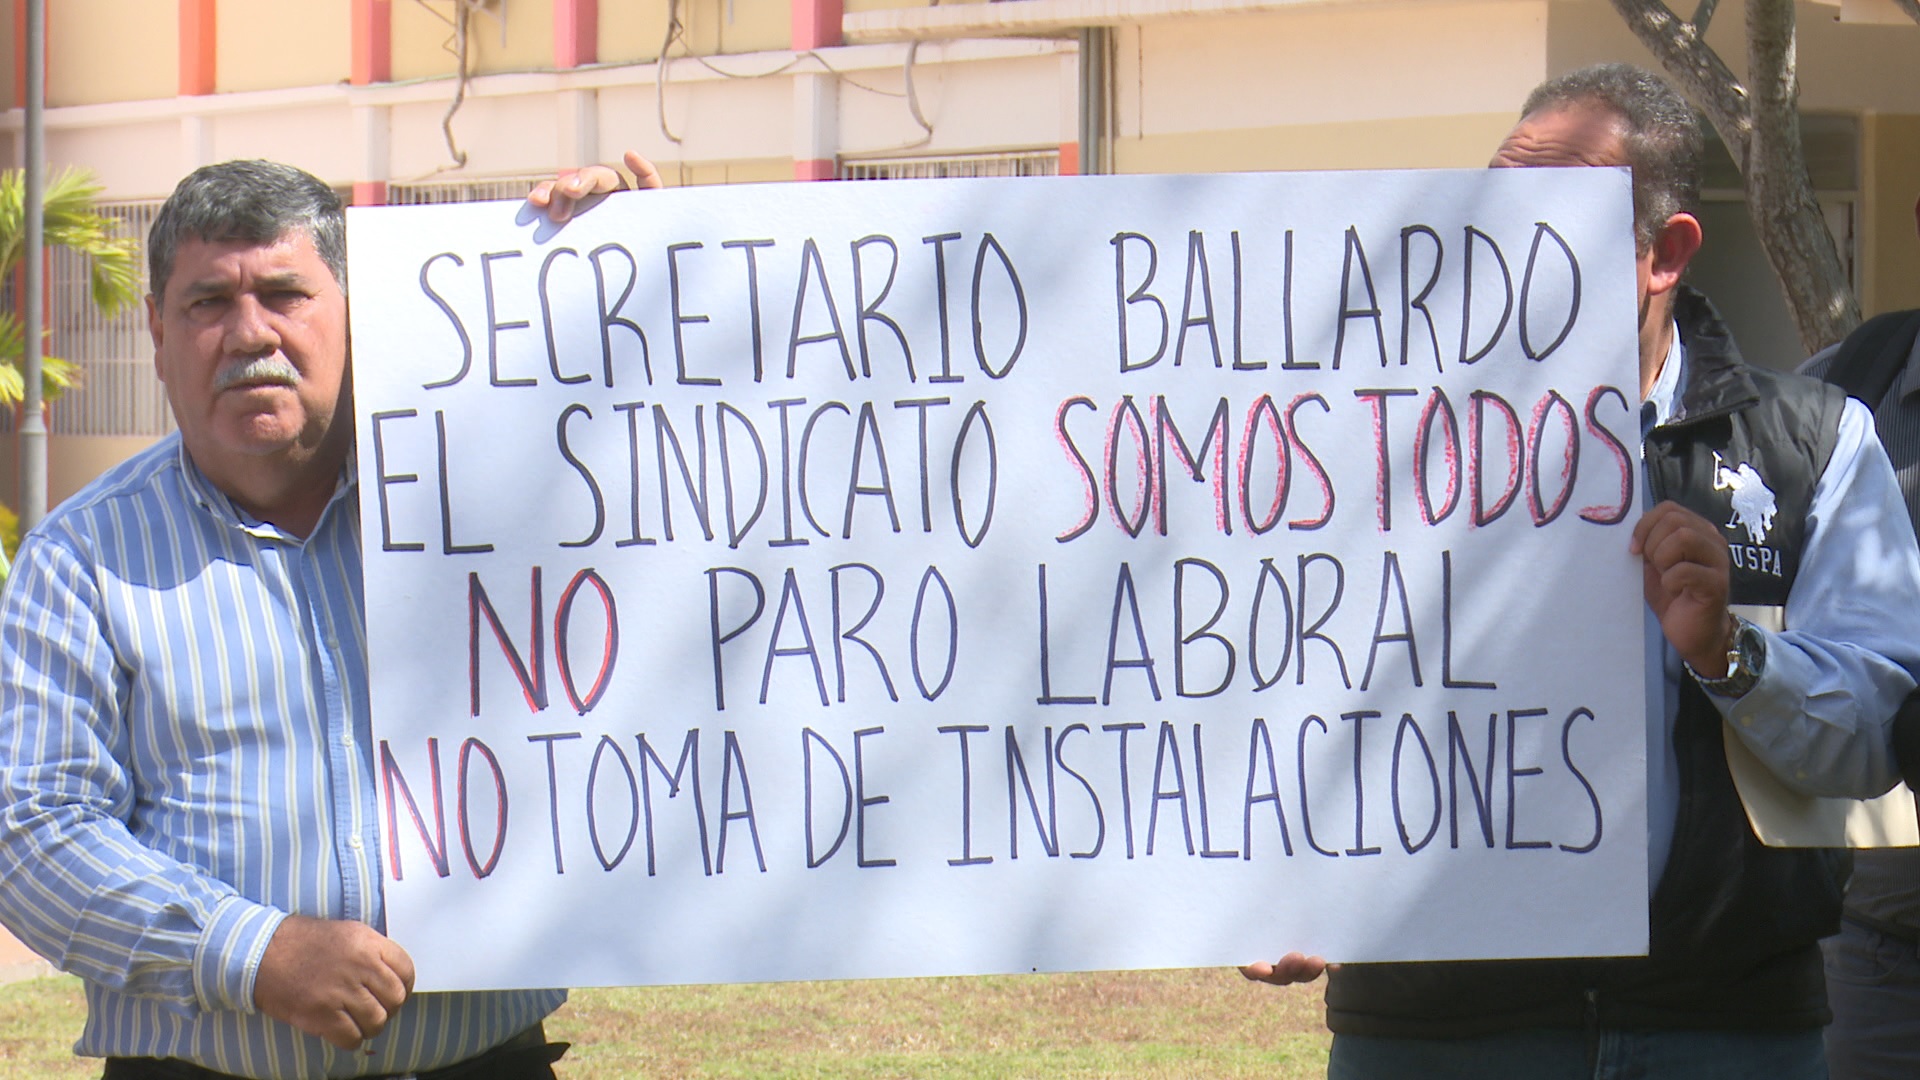 SECRETARIO BALLARDO
EL SINDICATO SOMOS TODOS
NO PARO LABORAL
NO TOMA DE INSTALACIONES
USPA